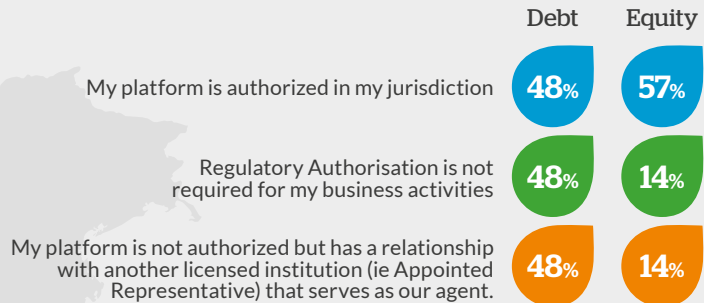 Debt Equity
My platform is authorized in my jurisdiction 48% 57%
Regulatory Authorisation is not
required for my business activities 48% 14%
My platform is not authorized but has a relationship
with another licensed institution (ie Appointed 48% 14%
Representative) that serves as our agent.